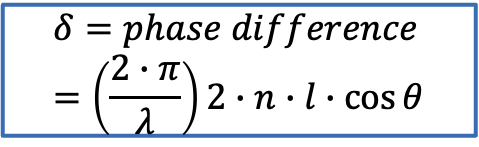 δ = phase difference
= (2 · π / λ) 2 · n · l · cos θ